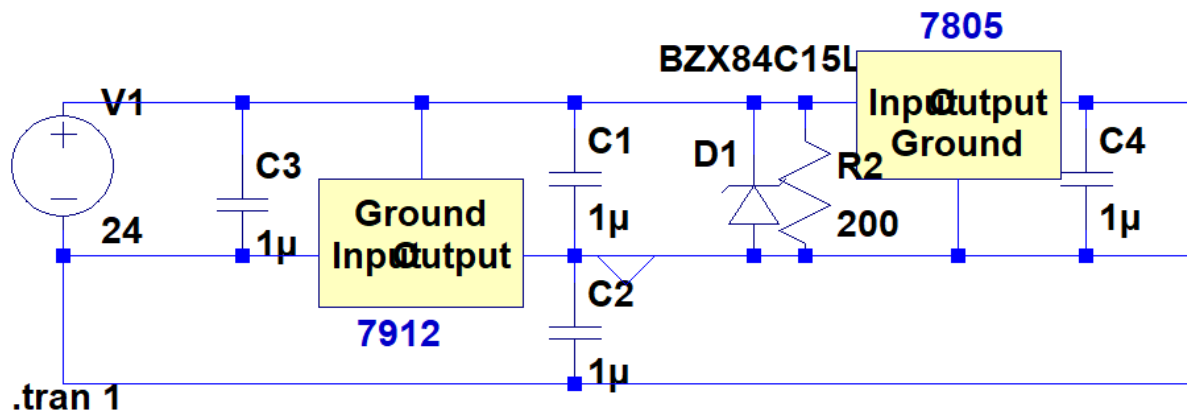 7805
BZX84C15L
V1
Input Output
Ground
C1
D1
R2
C4
C3
Ground
Input Output
24
1µ
200
1µ
C2
7912
1µ
.tran 1